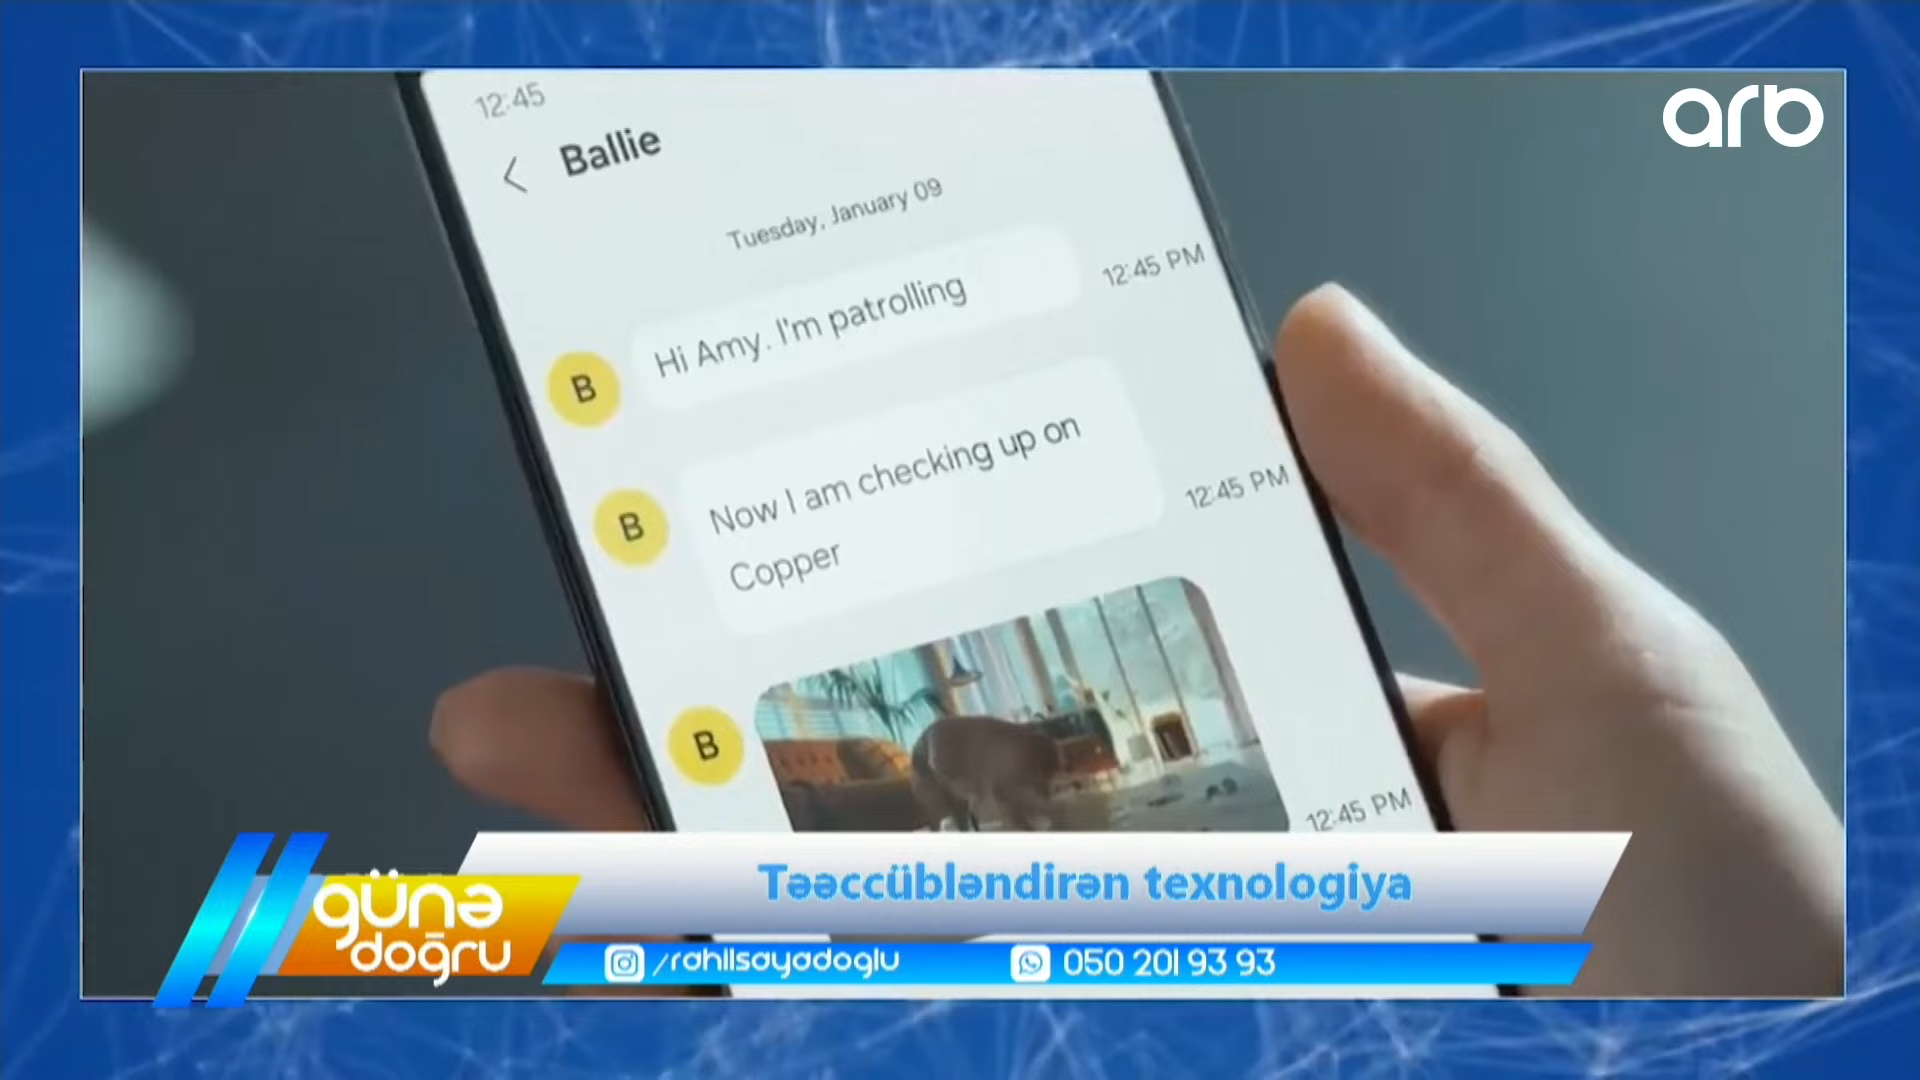 arb
12:45
Ballie
Tuesday, January 09
Hi Amy. I'm patrolling
12:45 PM
B
Now I am checking up on
Copper
12:45 PM
B
B
12:45 PM
günə
doğru
Təəccübləndirən texnologiya
/rahilsayadoglu
050 201 93 93